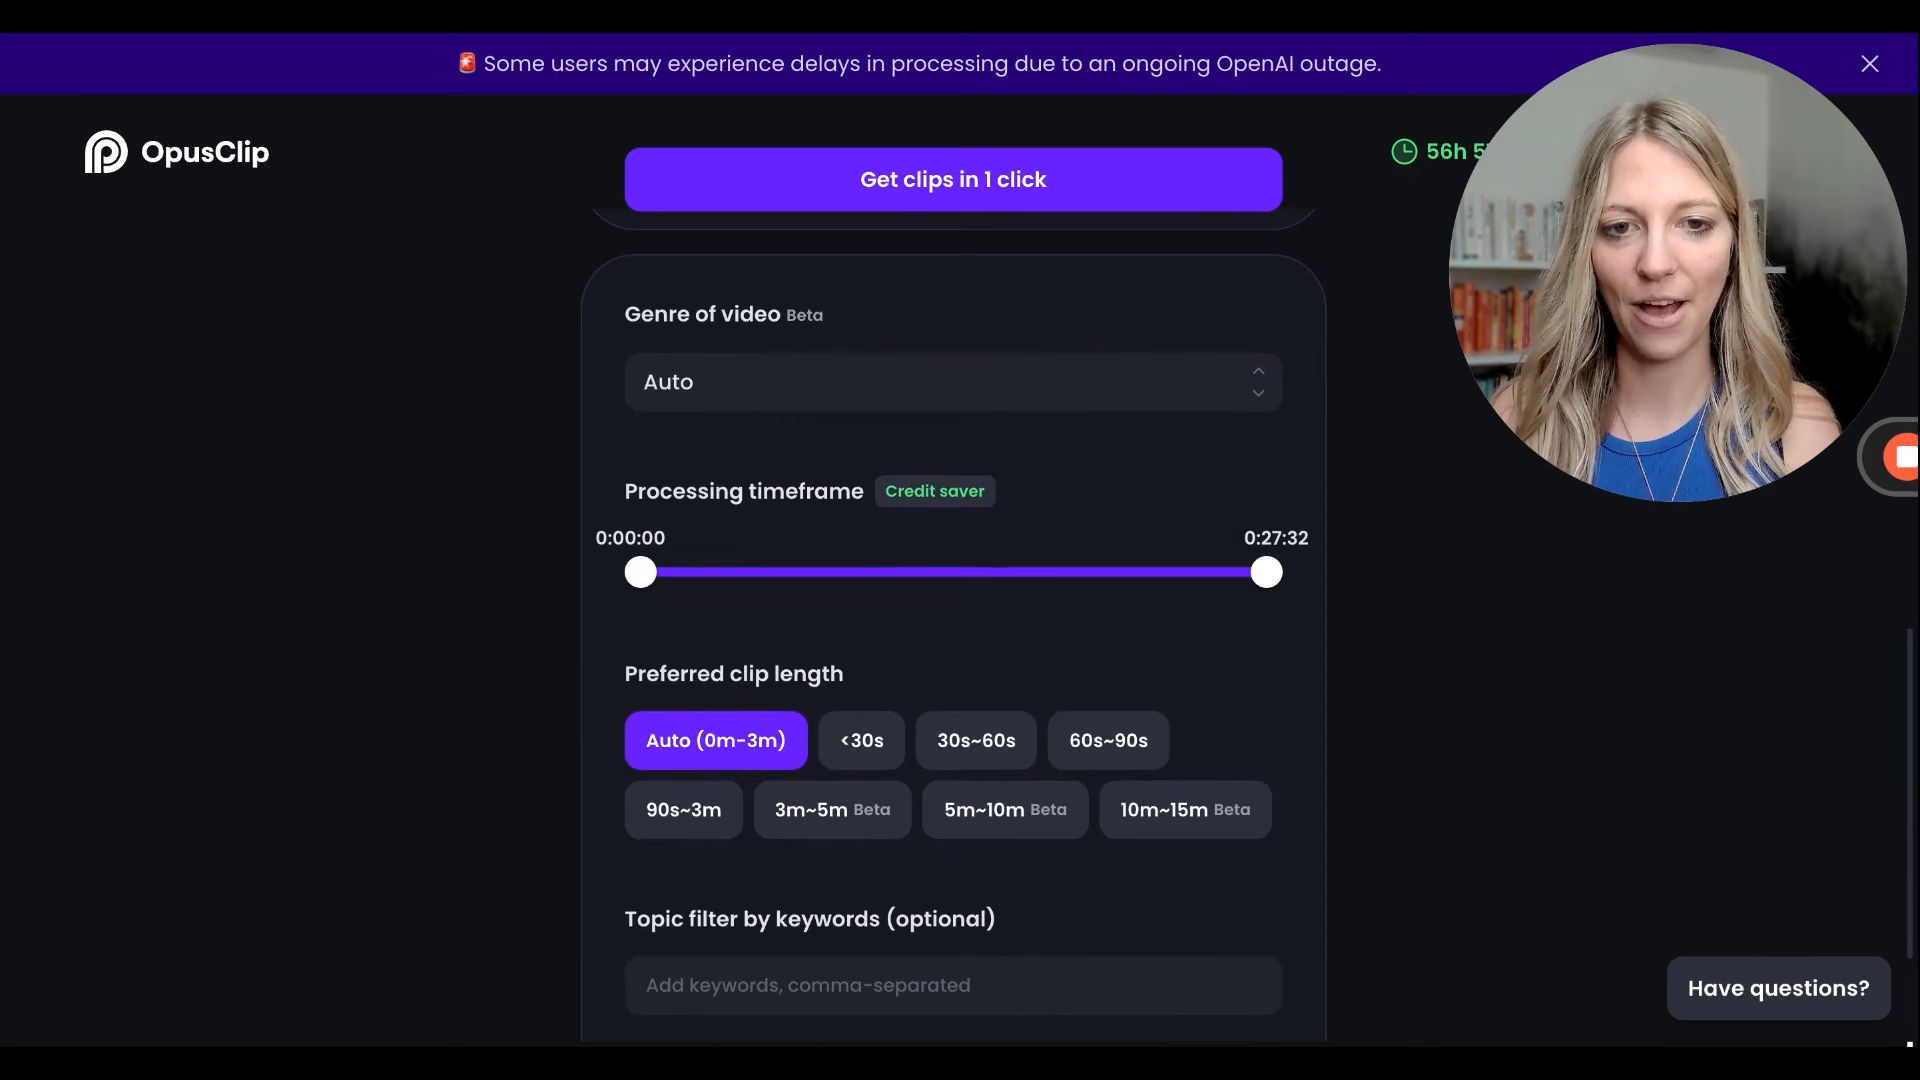 🚨 Some users may experience delays in processing due to an ongoing OpenAI outage.
OpusClip
Get clips in 1 click
56h 5
Genre of video Beta
Auto
Processing timeframe Credit saver
0:00:00 0:27:32
Preferred clip length
Auto (0m-3m) <30s 30s~60s 60s~90s
90s~3m 3m~5m Beta 5m~10m Beta 10m~15m Beta
Topic filter by keywords (optional)
Add keywords, comma-separated
Have questions?